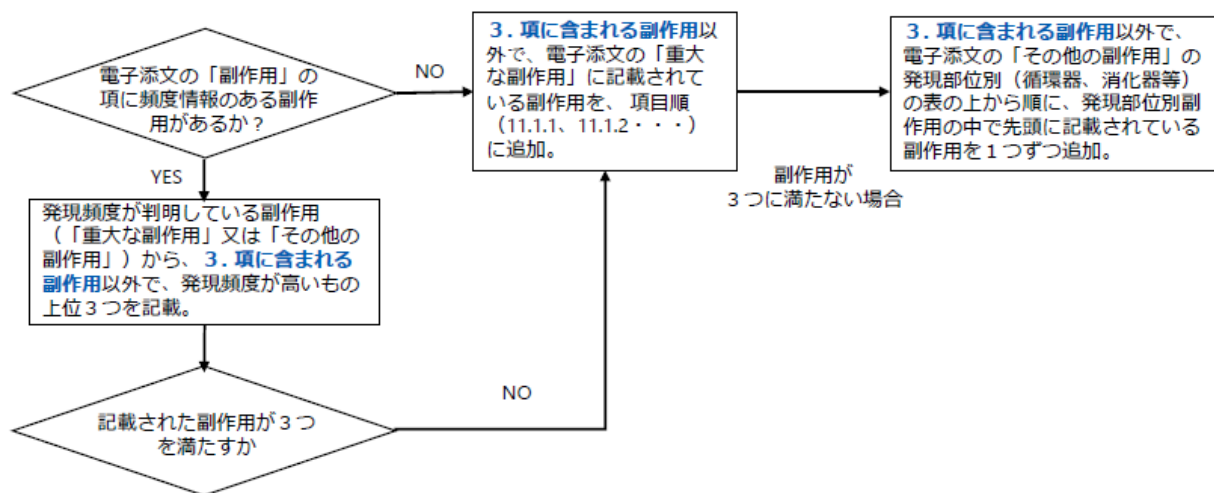 電子添文の「副作用」の
項に頻度情報のある副作
用があるか？
NO
３．項に含まれる副作用以
外で、電子添文の「重大
な副作用」に記載されて
いる副作用を、 項目順
（11.1.1、11.1.2・・・）
に追加。
３．項に含まれる副作用以外で、
電子添文の「その他の副作用」の
発現部位別（循環器、消化器等）
の表の上から順に、発現部位別副
作用の中で先頭に記載されている
副作用を１つずつ追加。
副作用が
３つに満たない場合
YES
発現頻度が判明している副作用
（「重大な副作用」又は「その他の
副作用」）から、３．項に含まれる
副作用以外で、発現頻度が高いもの
上位３つを記載。
NO
記載された副作用が３つ
を満たすか